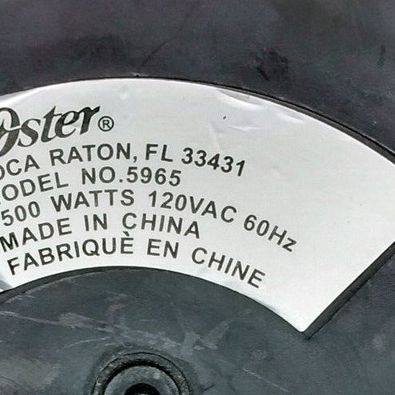 Oster®
OCA RATON, FL 33431
ODEL NO.5965
500 WATTS 120VAC 60Hz
MADE IN CHINA
FABRIQUÈ EN CHINE